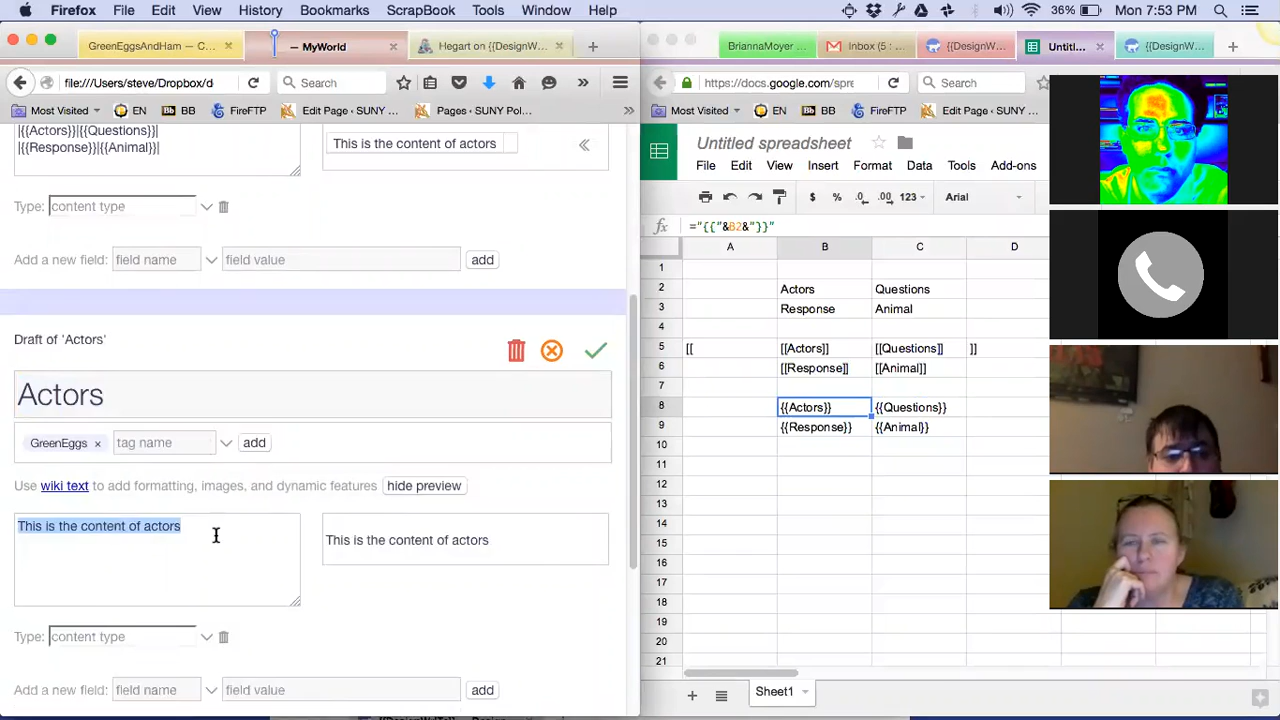 Firefox File Edit View History Bookmarks ScrapBook Tools Window Help 36% Mon 7:53 PM
GreenEggsAndHam — C...
— MyWorld
Hegart on {{DesignW...
BriannaMoyer ...
Inbox (5 :
{{DesignW...
Untitl...
{{DesignW...
file:///Users/steve/Dropbox/d
Search
https://docs.google.com/spre
Search
Most Visited EN BB FireFTP Edit Page ‹ SUNY ... Pages ‹ SUNY ...
Most Visited EN BB FireFTP Edit Page ‹ SUNY
|{{Actors}}|{{Questions}}|
|{{Response}}|{{Animal}}|
This is the content of actors
Type: content type
Add a new field: field name field value add
Draft of 'Actors'
Actors
GreenEggs × tag name add
Use wiki text to add formatting, images, and dynamic features hide preview
This is the content of actors
This is the content of actors
Type: content type
Add a new field: field name field value add
Untitled spreadsheet
File Edit View Insert Format Data Tools Add-ons
$ % .0 .00 123 Arial
fx ="{{"&B2&"}}"
A B C D
1
2 Actors Questions
3 Response Animal
4
5 [[ [[Actors]] [[Questions]] ]]
6 [[Response]] [[Animal]]
7
8 {{Actors}} {{Questions}}
9 {{Response}} {{Animal}}
10
11
12
13
14
15
16
17
18
19
20
21
Sheet1